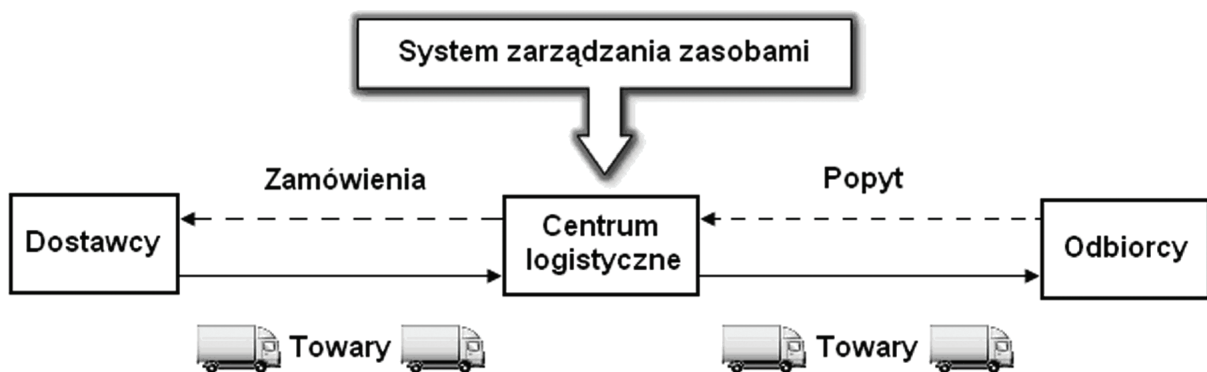 System zarządzania zasobami
Zamówienia
Popyt
Dostawcy
Centrum
logistyczne
Odbiorcy
Towary
Towary